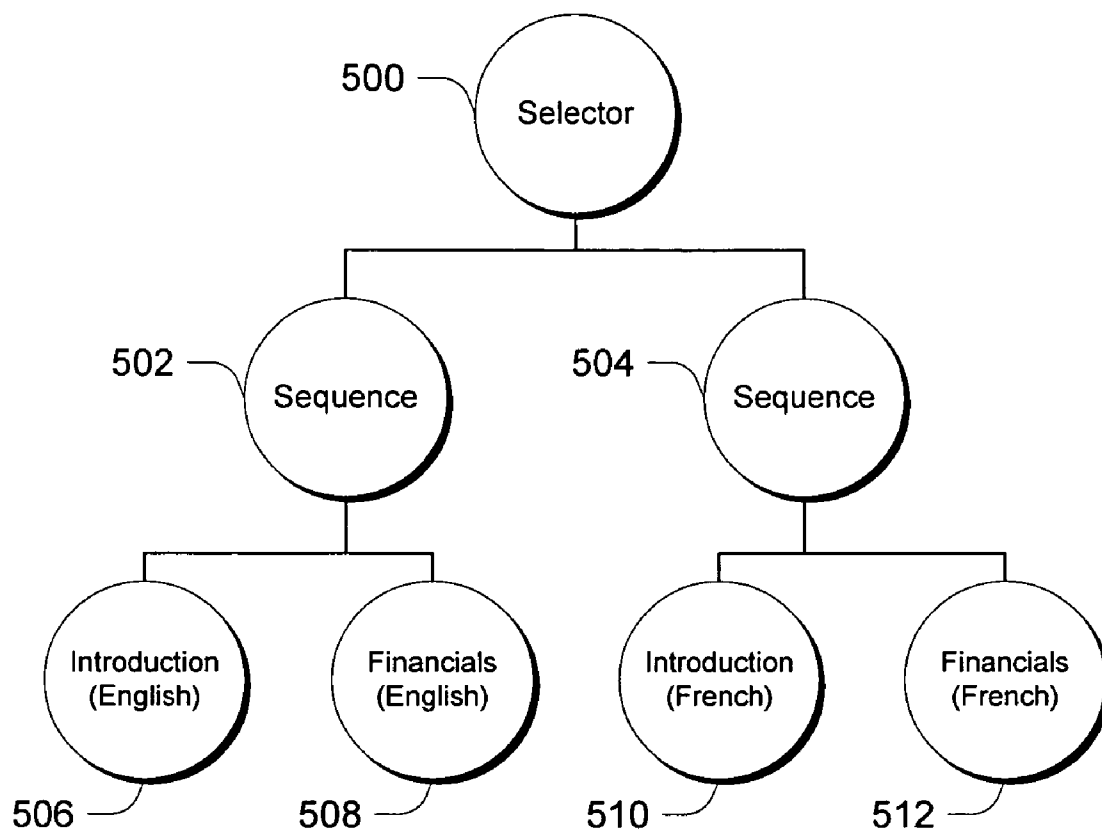 500
Selector
502
Sequence
504
Sequence
Introduction
(English)
Financials
(English)
Introduction
(French)
Financials
(French)
506
508
510
512